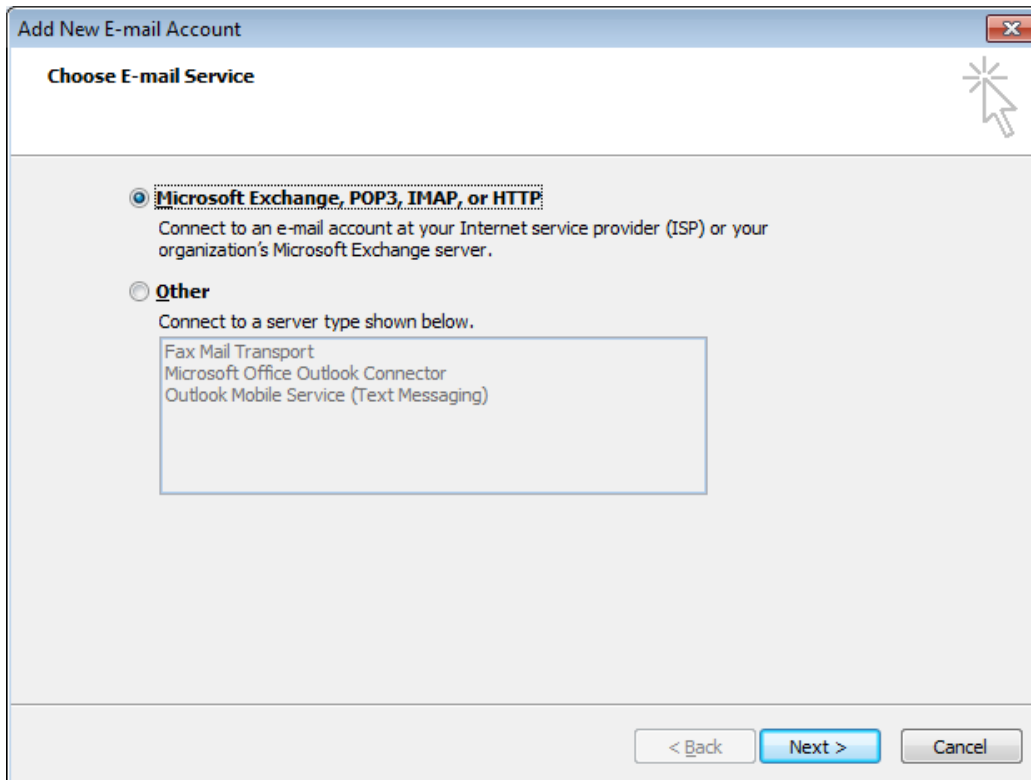 Add New E-mail Account
Choose E-mail Service
Microsoft Exchange, POP3, IMAP, or HTTP
Connect to an e-mail account at your Internet service provider (ISP) or your
organization's Microsoft Exchange server.
Other
Connect to a server type shown below.
Fax Mail Transport
Microsoft Office Outlook Connector
Outlook Mobile Service (Text Messaging)
< Back Next > Cancel